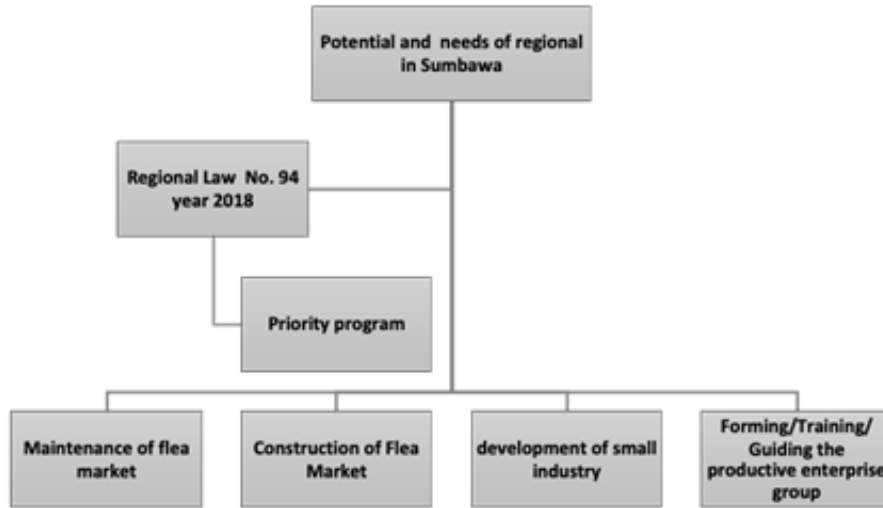 Potential and needs of regional
in Sumbawa
Regional Law No. 94
year 2018
Priority program
Maintenance of flea
market
Construction of Flea
Market
development of small
industry
Forming/Training/
Guiding the
productive enterprise
group